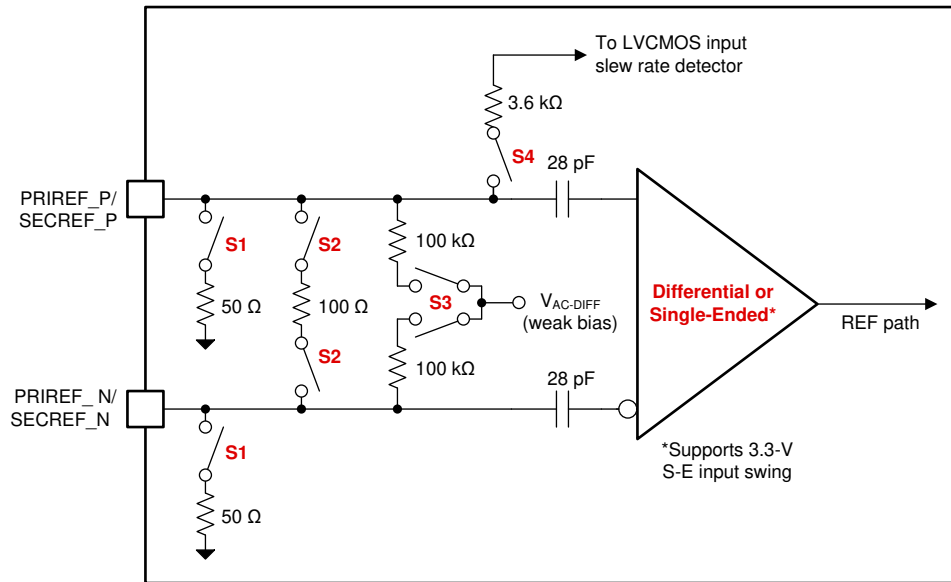 To LVCMOS input
slew rate detector
3.6 kΩ
S4
28 pF
PRIREF_P/
SECREF_P
S1
S2
100 kΩ
50 Ω
100 Ω
S3
V_AC-DIFF
(weak bias)
Differential or
Single-Ended*
REF path
S2
100 kΩ
28 pF
PRIREF_ N/
SECREF_N
S1
50 Ω
*Supports 3.3-V
S-E input swing